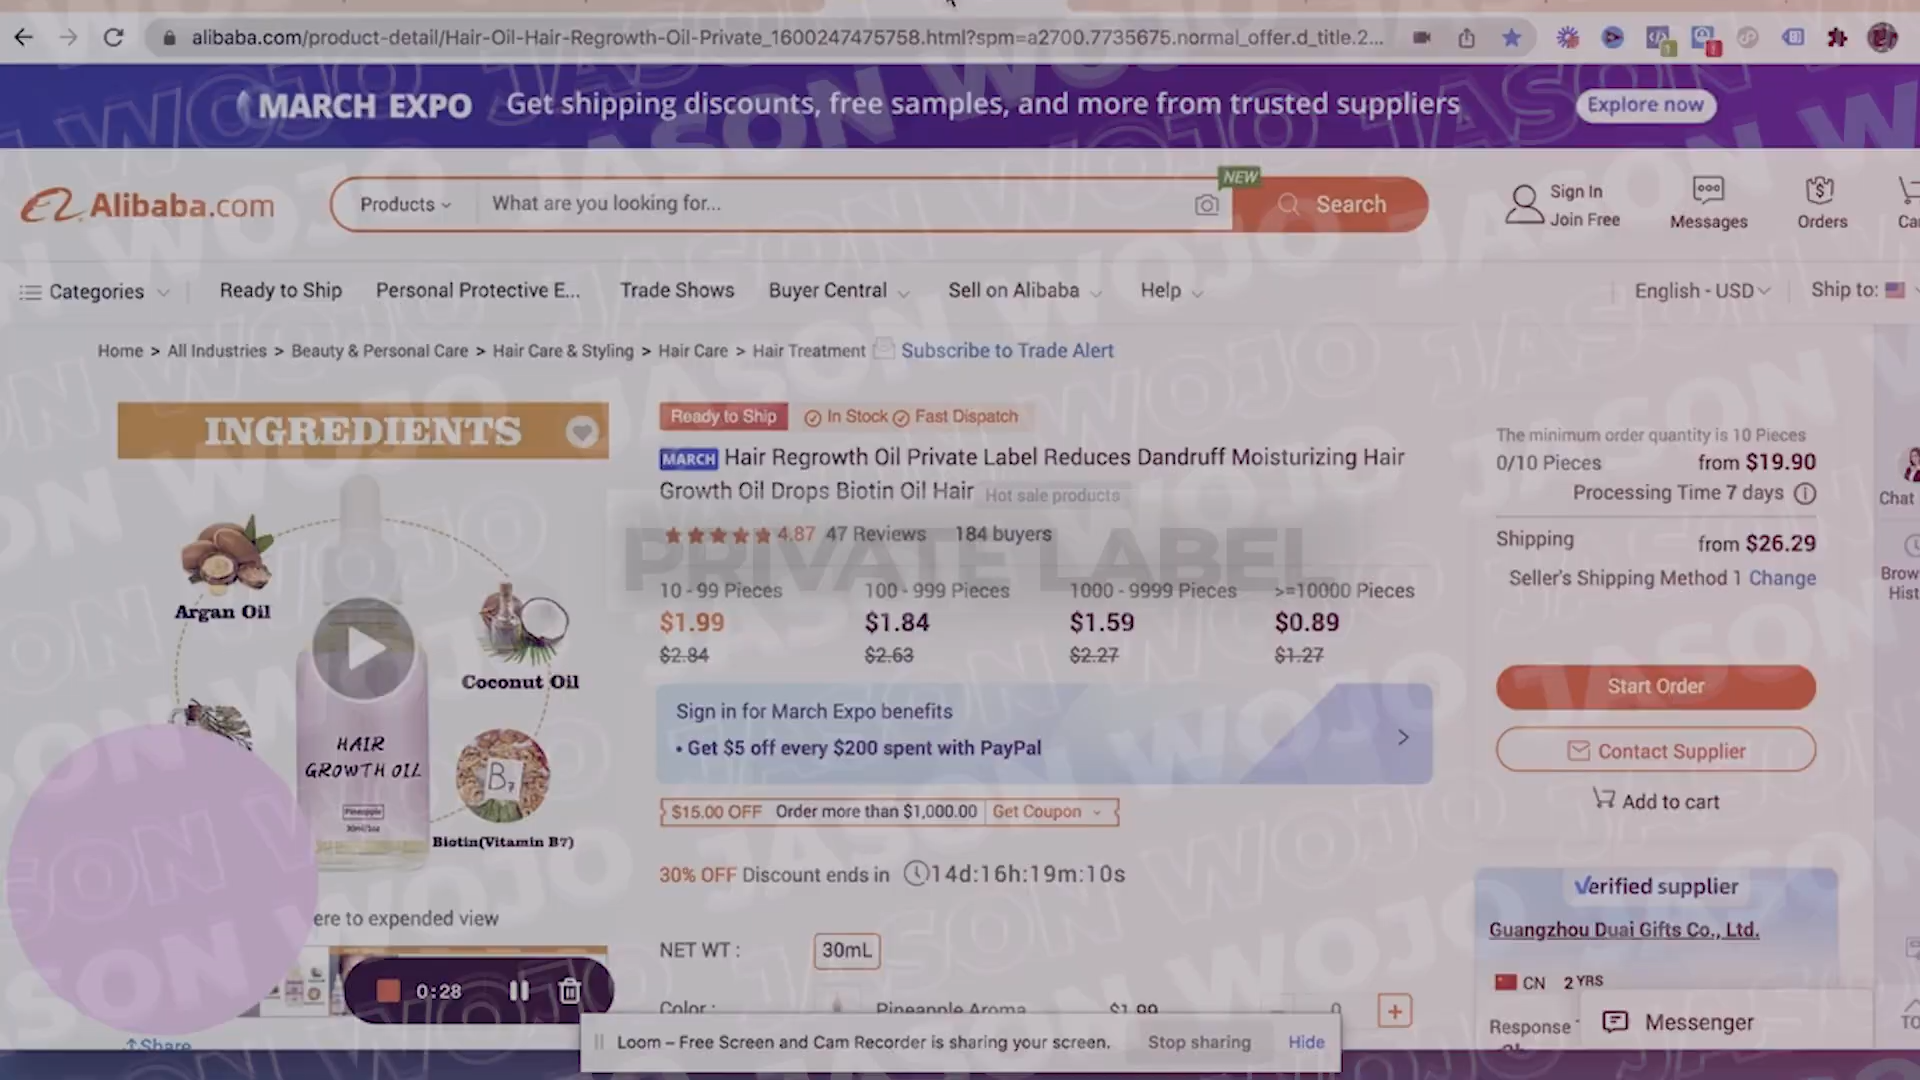 alibaba.com/product-detail/Hair-Oil-Hair-Regrowth-Oil-Private_1600247475758.html?spm=a2700.7735675.normal_offer.d_title.2...
MARCH EXPO Get shipping discounts, free samples, and more from trusted suppliers Explore now
Alibaba.com Products What are you looking for... NEW Search
Sign In
Join Free
Messages
Orders
Categories Ready to Ship Personal Protective E... Trade Shows Buyer Central Sell on Alibaba Help English - USD Ship to:
Home > All Industries > Beauty & Personal Care > Hair Care & Styling > Hair Care > Hair Treatment Subscribe to Trade Alert
INGREDIENTS
Argan Oil
Coconut Oil
HAIR
GROWTH OIL
Pineapple
30ml/1oz
B7
Biotin(Vitamin B7)
ere to expended view
0:28
Share
Ready to Ship In Stock Fast Dispatch
MARCH Hair Regrowth Oil Private Label Reduces Dandruff Moisturizing Hair
Growth Oil Drops Biotin Oil Hair Hot sale products
4.87 47 Reviews 184 buyers
PRIVATE LABEL
10 - 99 Pieces 100 - 999 Pieces 1000 - 9999 Pieces >=10000 Pieces
$1.99 $1.84 $1.59 $0.89
$2.84 $2.63 $2.27 $1.27
Sign in for March Expo benefits
• Get $5 off every $200 spent with PayPal
$15.00 OFF Order more than $1,000.00 Get Coupon
30% OFF Discount ends in 14d:16h:19m:10s
NET WT : 30mL
Color : Pineapple Aroma $1.99 0
The minimum order quantity is 10 Pieces
0/10 Pieces from $19.90
Processing Time 7 days
Shipping from $26.29
Seller's Shipping Method 1 Change
Start Order
Contact Supplier
Add to cart
Verified supplier
Guangzhou Duai Gifts Co., Ltd.
CN 2 YRS
Response
Messenger
Chat
Loom – Free Screen and Cam Recorder is sharing your screen. Stop sharing Hide
JASON WOJO